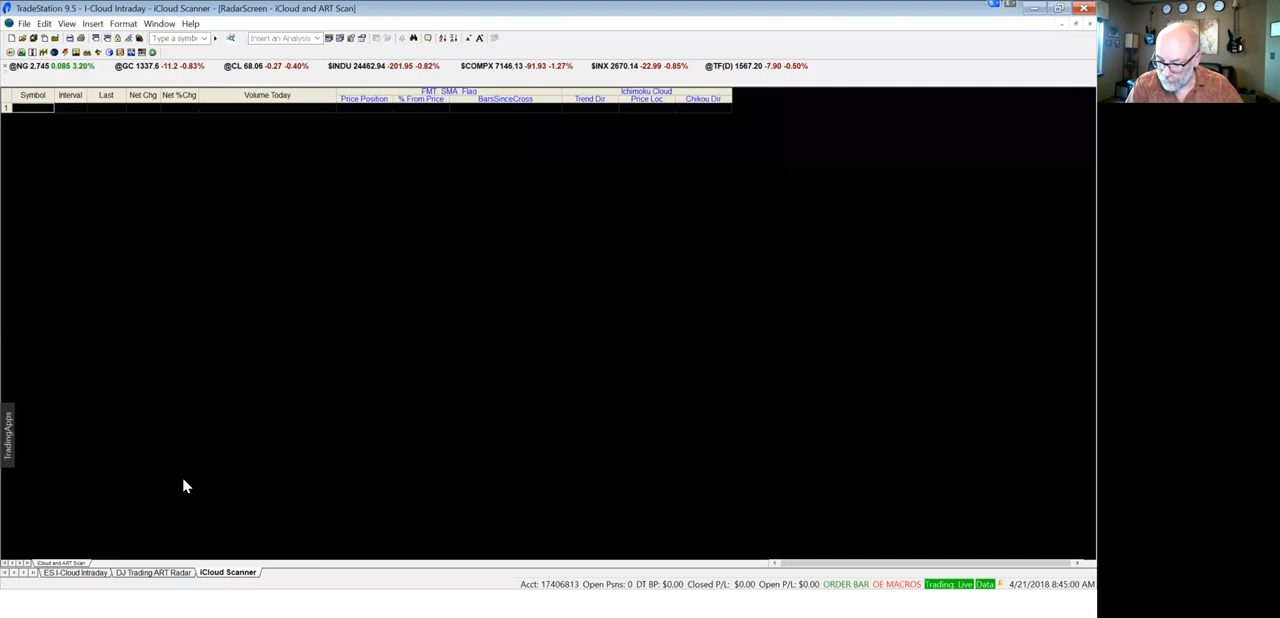 TradeStation 9.5 - I-Cloud Intraday - iCloud Scanner - [RadarScreen - iCloud and ART Scan]
File Edit View Insert Format Window Help
Type a symb Insert an Analysis
@NG 2.745 0.085 3.20% @GC 1337.6 -11.2 -0.83% @CL 68.06 -0.27 -0.40% $INDU 24462.94 -201.95 -0.82% $COMPX 7146.13 -91.93 -1.27% $INX 2670.14 -22.99 -0.85% @TF(D) 1567.20 -7.90 -0.50%
FMT_SMA_Flag Ichimoku Cloud
Symbol Interval Last Net Chg Net %Chg Volume Today Price Position % From Price BarsSinceCross Trend Dir Price Loc Chikou Dir
1
TradingApps
iCloud and ART Scan
ES I-Cloud Intraday DJ Trading ART Radar iCloud Scanner
Acct: 17406813 Open Psns: 0 DT BP: $0.00 Closed P/L: $0.00 Open P/L: $0.00 ORDER BAR OE MACROS Trading: Live Data 4/21/2018 8:45:00 AM